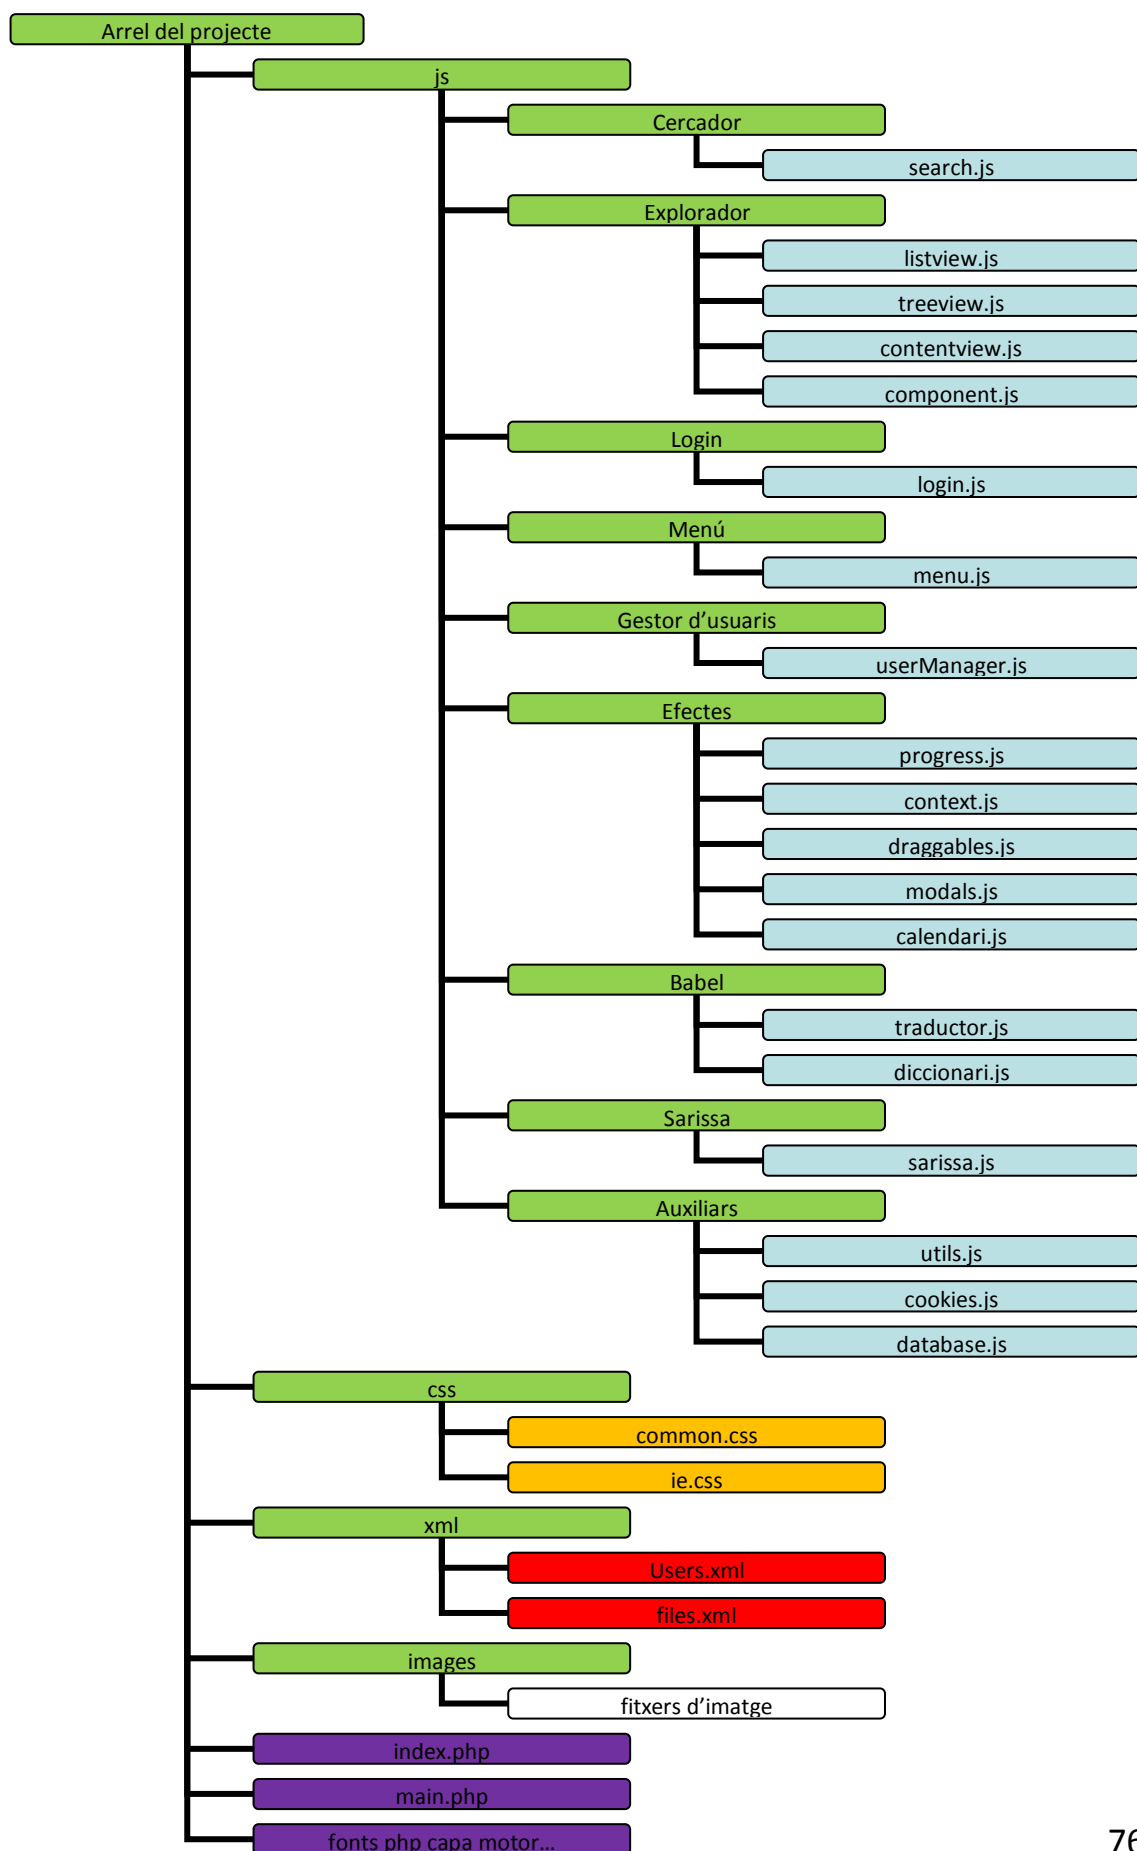 Arrel del projecte
js
Cercador
search.js
Explorador
listview.js
treeview.js
contentview.js
component.js
Login
login.js
Menú
menu.js
Gestor d’usuaris
userManager.js
Efectes
progress.js
context.js
draggables.js
modals.js
calendari.js
Babel
traductor.js
diccionari.js
Sarissa
sarissa.js
Auxiliars
utils.js
cookies.js
database.js
css
common.css
ie.css
xml
Users.xml
files.xml
images
fitxers d’imatge
index.php
main.php
fonts php capa motor…
76